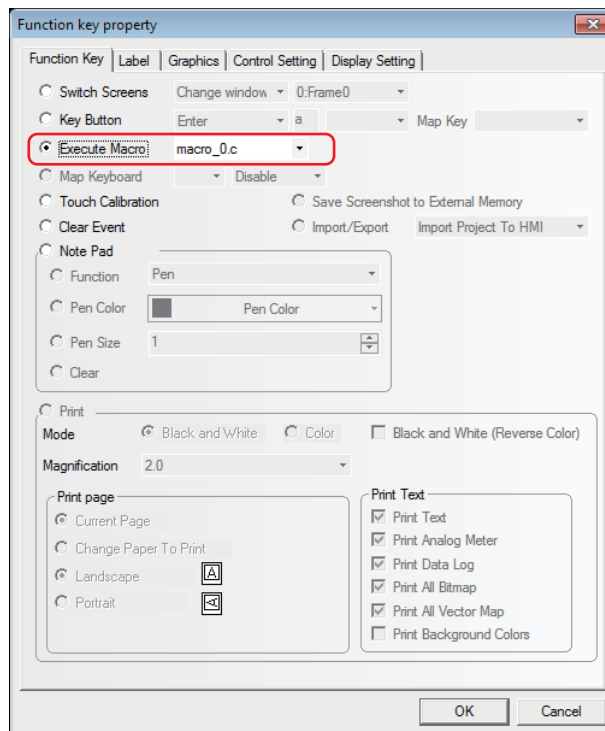 Function key property
Function Key Label Graphics Control Setting Display Setting
Switch Screens Change window 0:Frame0
Key Button Enter a Map Key
Execute Macro macro_0.c
Map Keyboard Disable
Touch Calibration Save Screenshot to External Memory
Clear Event Import/Export Import Project To HMI
Note Pad
Function Pen
Pen Color Pen Color
Pen Size 1
Clear
Print
Mode Black and White Color Black and White (Reverse Color)
Magnification 2.0
Print page
Current Page
Change Paper To Print
Landscape A
Portrait A
Print Text
Print Text
Print Analog Meter
Print Data Log
Print All Bitmap
Print All Vector Map
Print Background Colors
OK Cancel